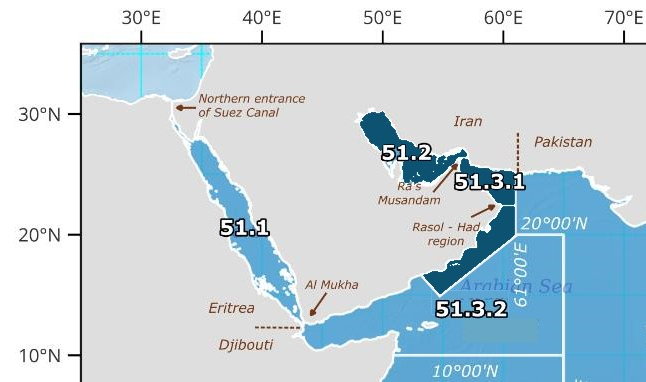 30°E 40°E 50°E 60°E 70°E
Northern entrance
of Suez Canal
30°N
Iran
Pakistan
51.2
51.3.1
Ra's
Musandam
51.1
Rasol - Had
region
20°N
20°00'N
61°00'E
Al Mukha
Arabian Sea
51.3.2
Eritrea
Djibouti
10°N
10°00'N